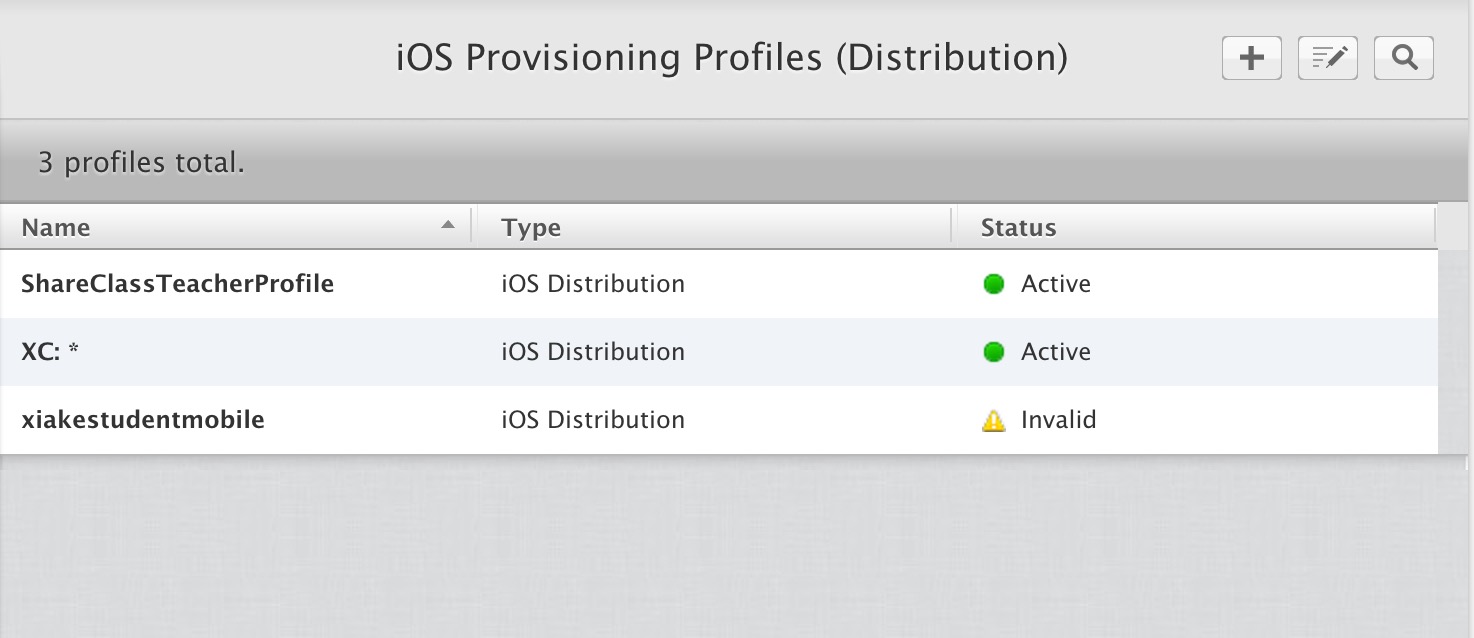 iOS Provisioning Profiles (Distribution)
3 profiles total.
Name Type Status
ShareClassTeacherProfile iOS Distribution Active
XC: * iOS Distribution Active
xiakestudentmobile iOS Distribution Invalid